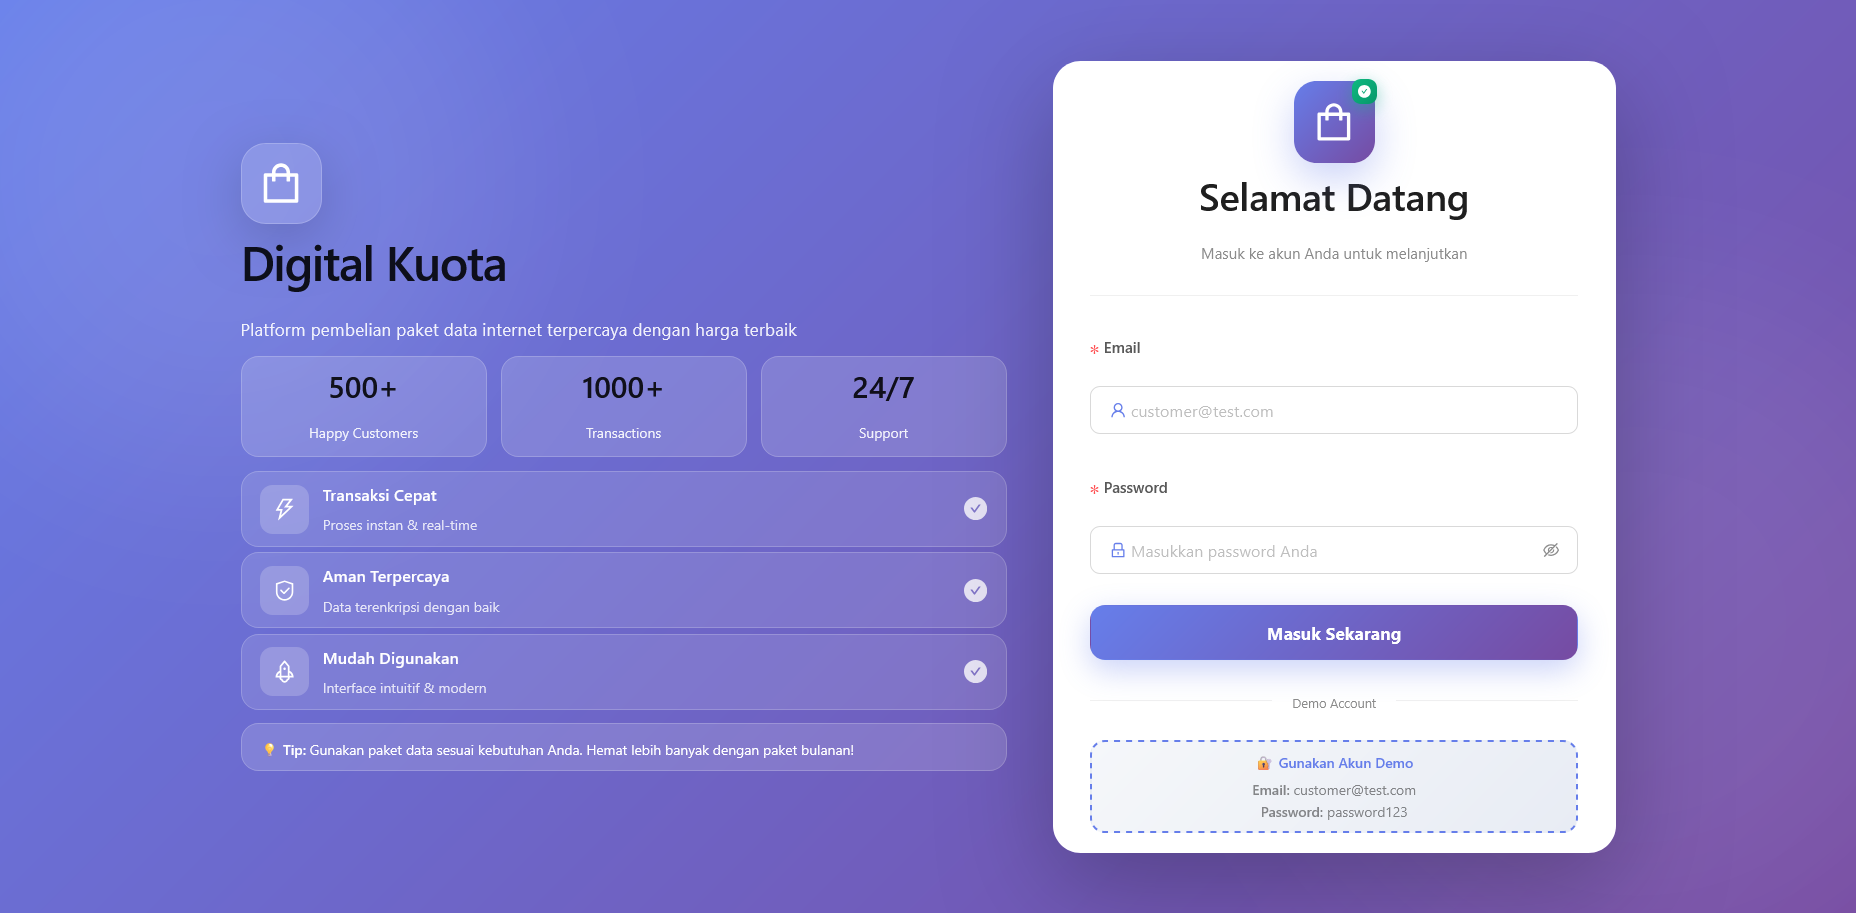 Digital Kuota
Platform pembelian paket data internet terpercaya dengan harga terbaik
500+
Happy Customers
1000+
Transactions
24/7
Support
Transaksi Cepat
Proses instan & real-time
Aman Terpercaya
Data terenkripsi dengan baik
Mudah Digunakan
Interface intuitif & modern
💡 Tip: Gunakan paket data sesuai kebutuhan Anda. Hemat lebih banyak dengan paket bulanan!
Selamat Datang
Masuk ke akun Anda untuk melanjutkan
* Email
customer@test.com
* Password
Masukkan password Anda
Masuk Sekarang
Demo Account
🔐 Gunakan Akun Demo
Email: customer@test.com
Password: password123